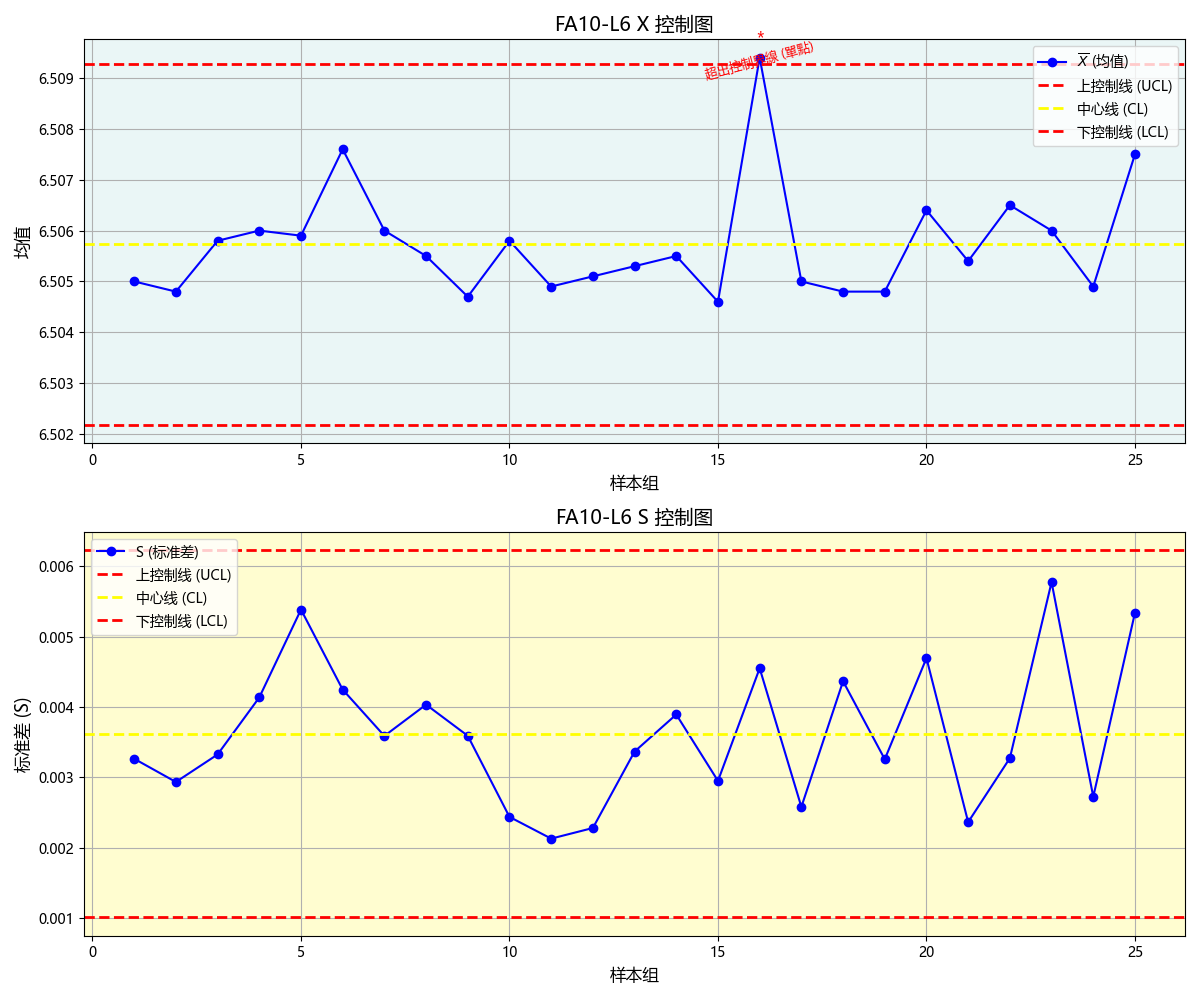 FA10-L6 X 控制图
*
超出控制界線 (單點)
X̅ (均值)
上控制线 (UCL)
中心线 (CL)
下控制线 (LCL)
均值
6.509
6.508
6.507
6.506
6.505
6.504
6.503
6.502
0 5 10 15 20 25
样本组
FA10-L6 S 控制图
S (标准差)
上控制线 (UCL)
中心线 (CL)
下控制线 (LCL)
标准差 (S)
0.006
0.005
0.004
0.003
0.002
0.001
0 5 10 15 20 25
样本组